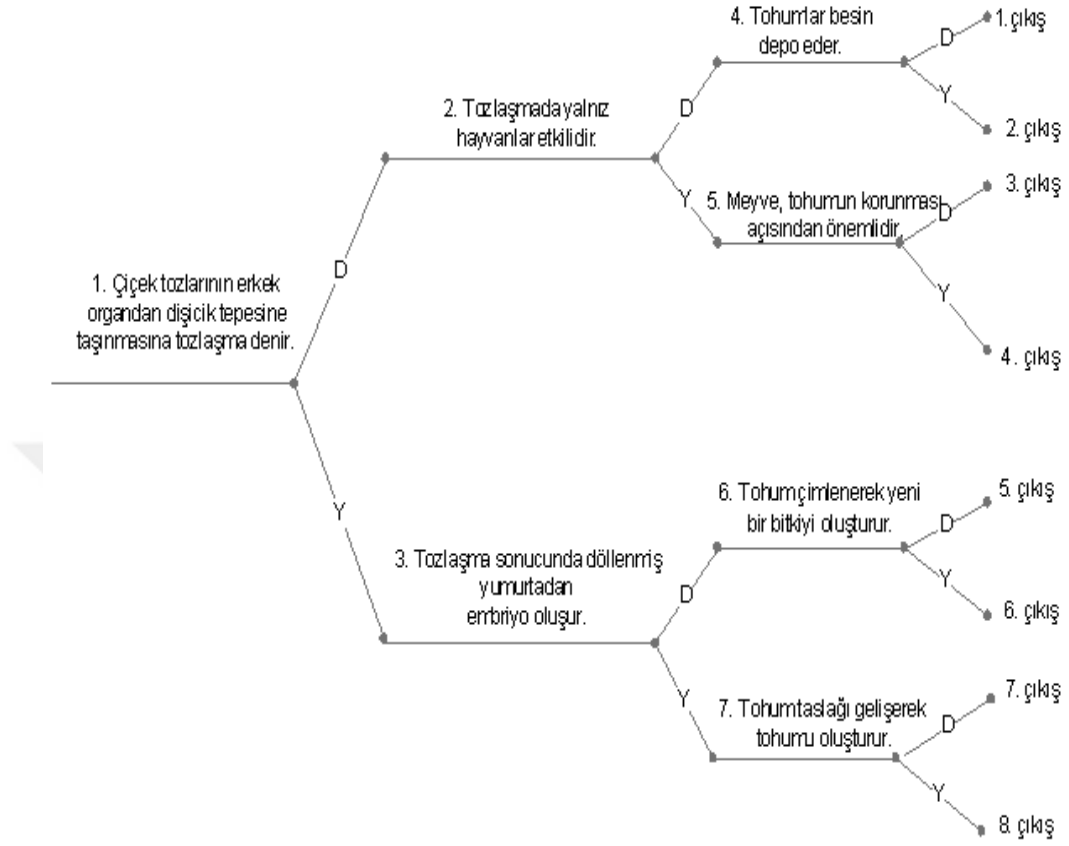 4. Tohumlar besin
depo eder.
D
1. çıkış
Y
2. çıkış
2. Tozlaşmada yalnız
hayvanlar etkilidir.
D
Y
5. Meyve, tohumun korunması
açısından önemlidir.
D
3. çıkış
Y
4. çıkış
1. Çiçek tozlarının erkek
organdan dişicik tepesine
taşınmasına tozlaşma denir.
D
Y
6. Tohum çimlenerek yeni
bir bitkiyi oluşturur.
D
5. çıkış
Y
6. çıkış
3. Tozlaşma sonucunda döllenmiş
yumurtadan
embriyo oluşur.
D
Y
7. Tohum taslağı gelişerek
tohumu oluşturur.
D
7. çıkış
Y
8. çıkış